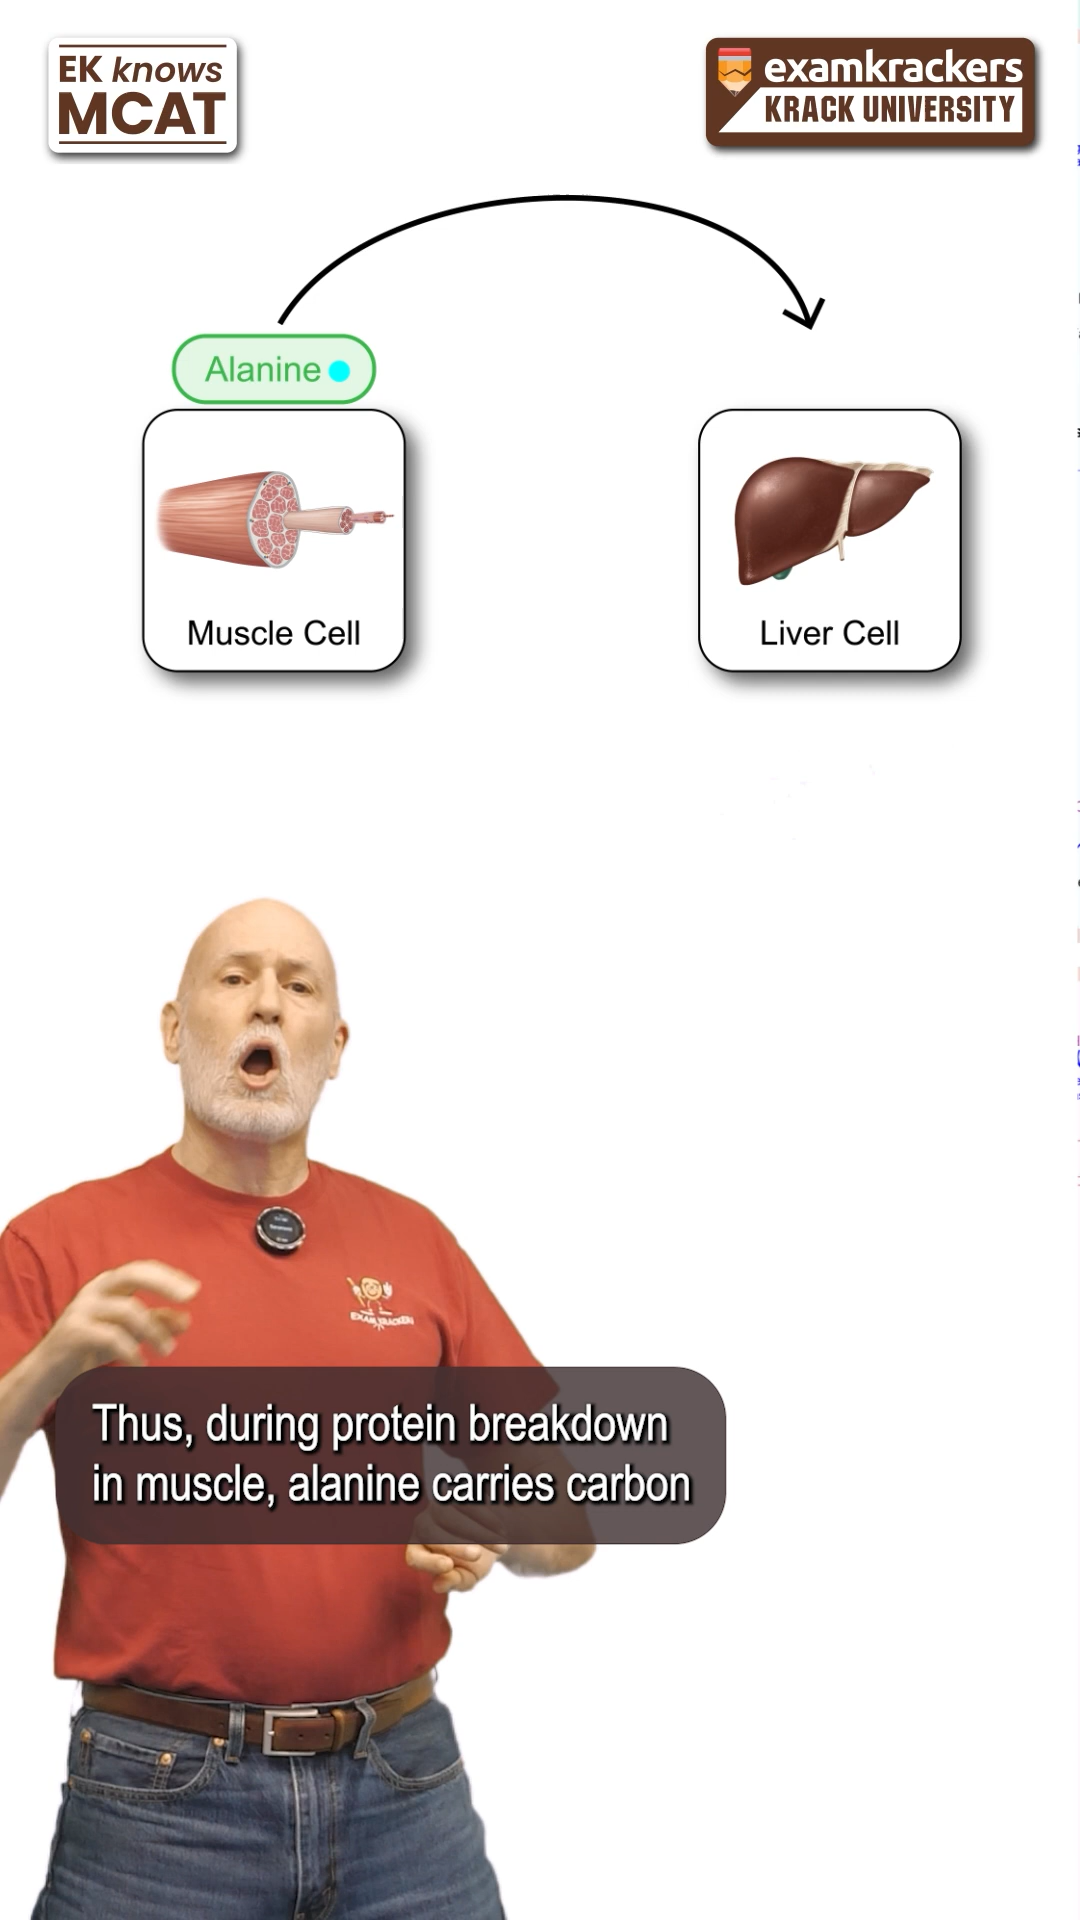 EK knows
MCAT
examkrackers
KRACK UNIVERSITY
Alanine
Muscle Cell
Liver Cell
EXAMKRACKERS
Thus, during protein breakdown
in muscle, alanine carries carbon